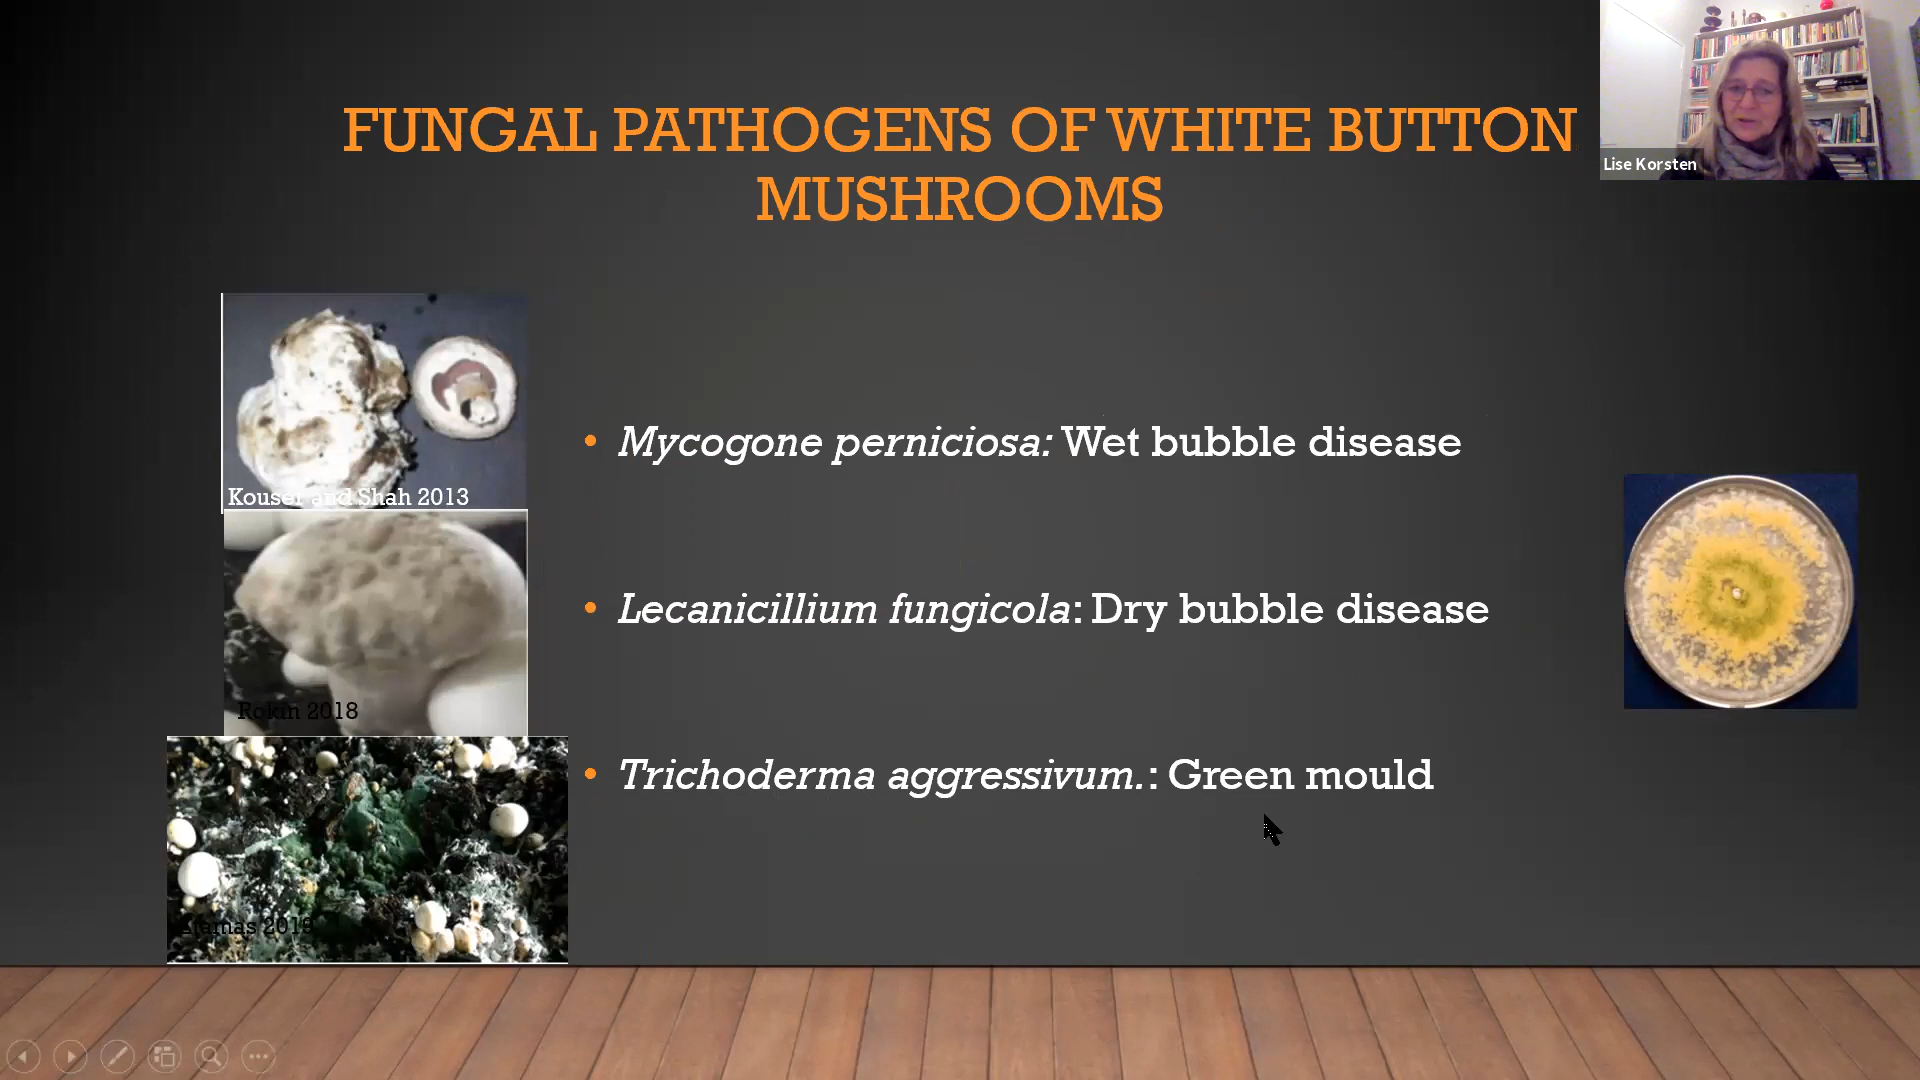 FUNGAL PATHOGENS OF WHITE BUTTON
MUSHROOMS
Lise Korsten
Kouser and Shah 2013
• Mycogone perniciosa: Wet bubble disease
• Lecanicillium fungicola: Dry bubble disease
Rokin 2018
• Trichoderma aggressivum.: Green mould